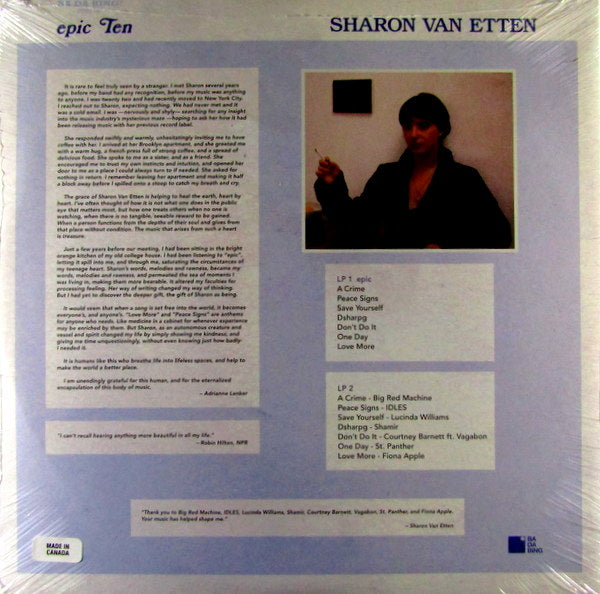 BA DA BING!
epic Ten
SHARON VAN ETTEN
It is rare to feel truly seen by a stranger. I met Sharon several years
ago, before my band had any recognition, before my music was anything
to anyone. I was twenty two and had recently moved to New York City.
I reached out to Sharon, expecting nothing. We had never met and it
was a cold email. I was —nervously and shyly— searching for any insight
into the music industry's mysterious maze —hoping to ask her how it had
been releasing music with her previous record label.
She responded swiftly and warmly, unhesitatingly inviting me to have
coffee with her. I arrived at her Brooklyn apartment, and she greeted me
with a warm hug, a french press full of strong coffee, and a spread of
delicious food. She spoke to me as a sister, and as a friend. She
encouraged me to trust my own instincts and intuition, and opened her
door to me as a place I could always turn to if needed. She asked for
nothing in return. I remember leaving her apartment and making it half
a block away before I spilled onto a steep to catch my breath and cry.
The grace of Sharon Van Etten is helping to heal the earth, heart by
heart. I've often thought of how it is not what one does in the public
eye that matters most, but how one treats others when no one is
watching, when there is no tangible, seeable reward to be gained.
When a person functions from the depths of their soul and gives from
that place without condition. The music that arises from such a heart
is treasure.
Just a few years before our meeting, I had been sitting in the bright
orange kitchen of my old college house. I had been listening to "epic",
letting it spill into me, and through me, saturating the circumstances of
my teenage heart. Sharon's words, melodies and rawness, became my
words, melodies and rawness, and permeated the sea of moments I
was living in, making them more bearable. It altered my faculties for
processing feeling. Her way of writing changed my way of thinking.
But I had yet to discover the deeper gift, the gift of Sharon as being.
It would seem that when a song is set free into the world, it becomes
everyone's, and anyone's. "Love More" and "Peace Signs" are anthems
for anyone who needs. Like medicine in a cabinet for whenever experience
may be enriched by them. But Sharon, as an autonomous creature and
vessel and spirit changed my life by simply showing me kindness, and
giving me time unquestioningly, without even knowing just how badly
I needed it.
It is humans like this who breathe life into lifeless spaces, and help to
make the world a better place.
I am unendingly grateful for this human, and for the eternalized
encapsulation of this body of music.
– Adrianne Lenker
LP 1 epic
A Crime
Peace Signs
Save Yourself
Dsharpg
Don't Do It
One Day
Love More
LP 2
A Crime - Big Red Machine
Peace Signs - IDLES
Save Yourself - Lucinda Williams
Dsharpg - Shamir
Don't Do It - Courtney Barnett ft. Vagabon
One Day - St. Panther
Love More - Fiona Apple
"I can't recall hearing anything more beautiful in all my life."
– Robin Hilton, NPR
"Thank you to Big Red Machine, IDLES, Lucinda Williams, Shamir, Courtney Barnett, Vagabon, St. Panther, and Fiona Apple.
Your music has helped shape me."
– Sharon Van Etten
MADE IN
CANADA
BA
DA
BING